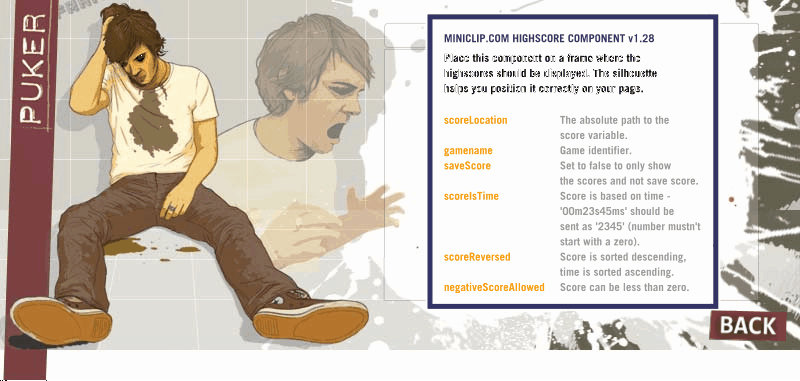 PUKER
MINICLIP.COM HIGHSCORE COMPONENT v1.28
Place this component on a frame where the
highscores should be displayed. The silhouette
helps you position it correctly on your page.
scoreLocation The absolute path to the
score variable.
gamename Game identifier.
saveScore Set to false to only show
the scores and not save score.
scoreIsTime Score is based on time -
'00m23s45ms' should be
sent as '2345' (number mustn't
start with a zero).
scoreReversed Score is sorted descending,
time is sorted ascending.
negativeScoreAllowed Score can be less than zero.
BACK